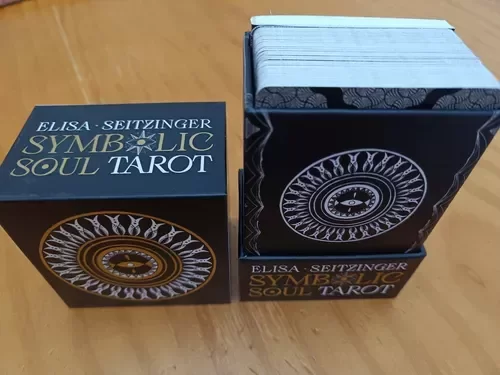 ELISA · SEITZINGER
SYMBOLIC
SOUL TAROT
ELISA · SEITZINGER
SYMBOLIC
SOUL TAROT